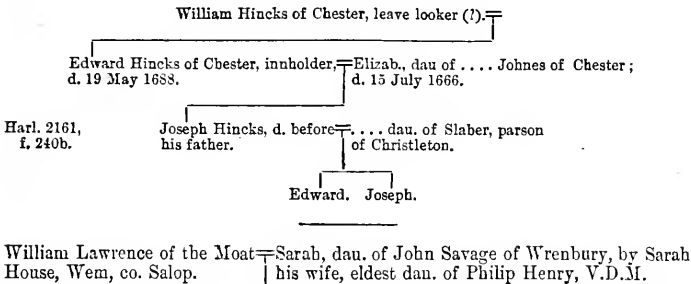 William Hincks of Chester, leave looker (?).
Edward Hincks of Chester, innholder, Elizab., dau of .... Johnes of Chester;
d. 19 May 1688. d. 15 July 1666.
Harl. 2161, Joseph Hincks, d. before .... dau. of Slaber, parson
f. 240b. his father. of Christleton.
Edward. Joseph.
William Lawrence of the Moat Sarah, dau. of John Savage of Wrenbury, by Sarah
House, Wem, co. Salop. his wife, eldest dau. of Philip Henry, V.D.M.